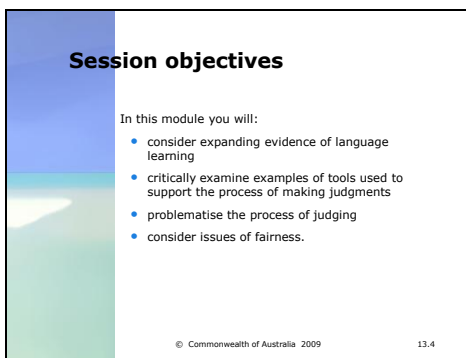 Session objectives
In this module you will:
• consider expanding evidence of language
learning
• critically examine examples of tools used to
support the process of making judgments
• problematise the process of judging
• consider issues of fairness.
© Commonwealth of Australia 2009 13.4